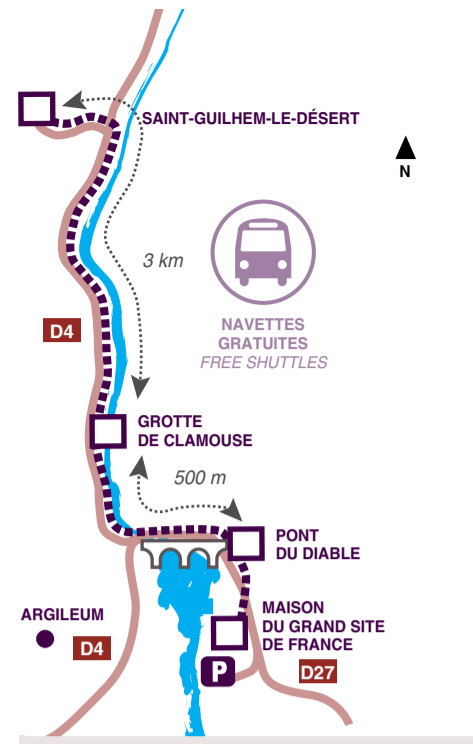 SAINT-GUILHEM-LE-DÉSERT
N
3 km
NAVETTES
GRATUITES
FREE SHUTTLES
D4
GROTTE
DE CLAMOUSE
500 m
PONT
DU DIABLE
ARGILEUM
D4
MAISON
DU GRAND SITE
DE FRANCE
P
D27